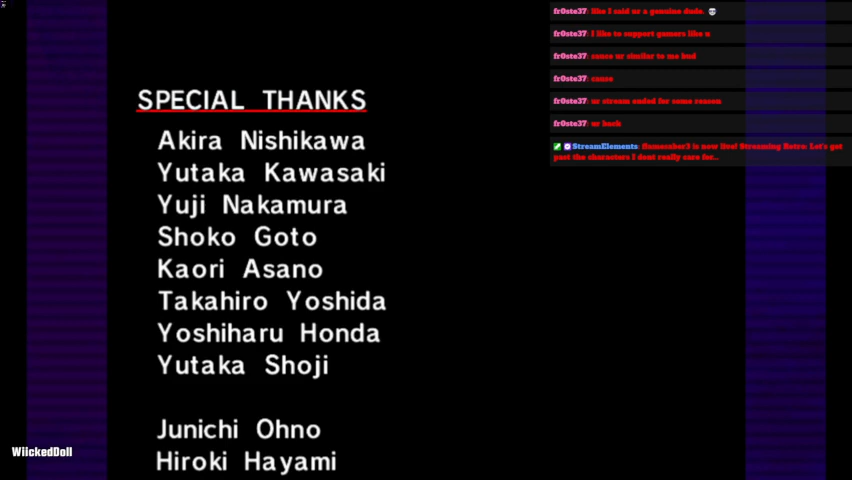 SPECIAL THANKS
Akira Nishikawa
Yutaka Kawasaki
Yuji Nakamura
Shoko Goto
Kaori Asano
Takahiro Yoshida
Yoshiharu Honda
Yutaka Shoji
Junichi Ohno
Hiroki Hayami
WiickedDoll
fr0ste37: like I said ur a genuine dude. 💀
fr0ste37: I like to support gamers like u
fr0ste37: sance ur similar to me bud
fr0ste37: cause
fr0ste37: ur stream ended for some reason
fr0ste37: ur back
StreamElements: flamesaber3 is now live! Streaming Retro: Let's get
past the characters I dont really care for...